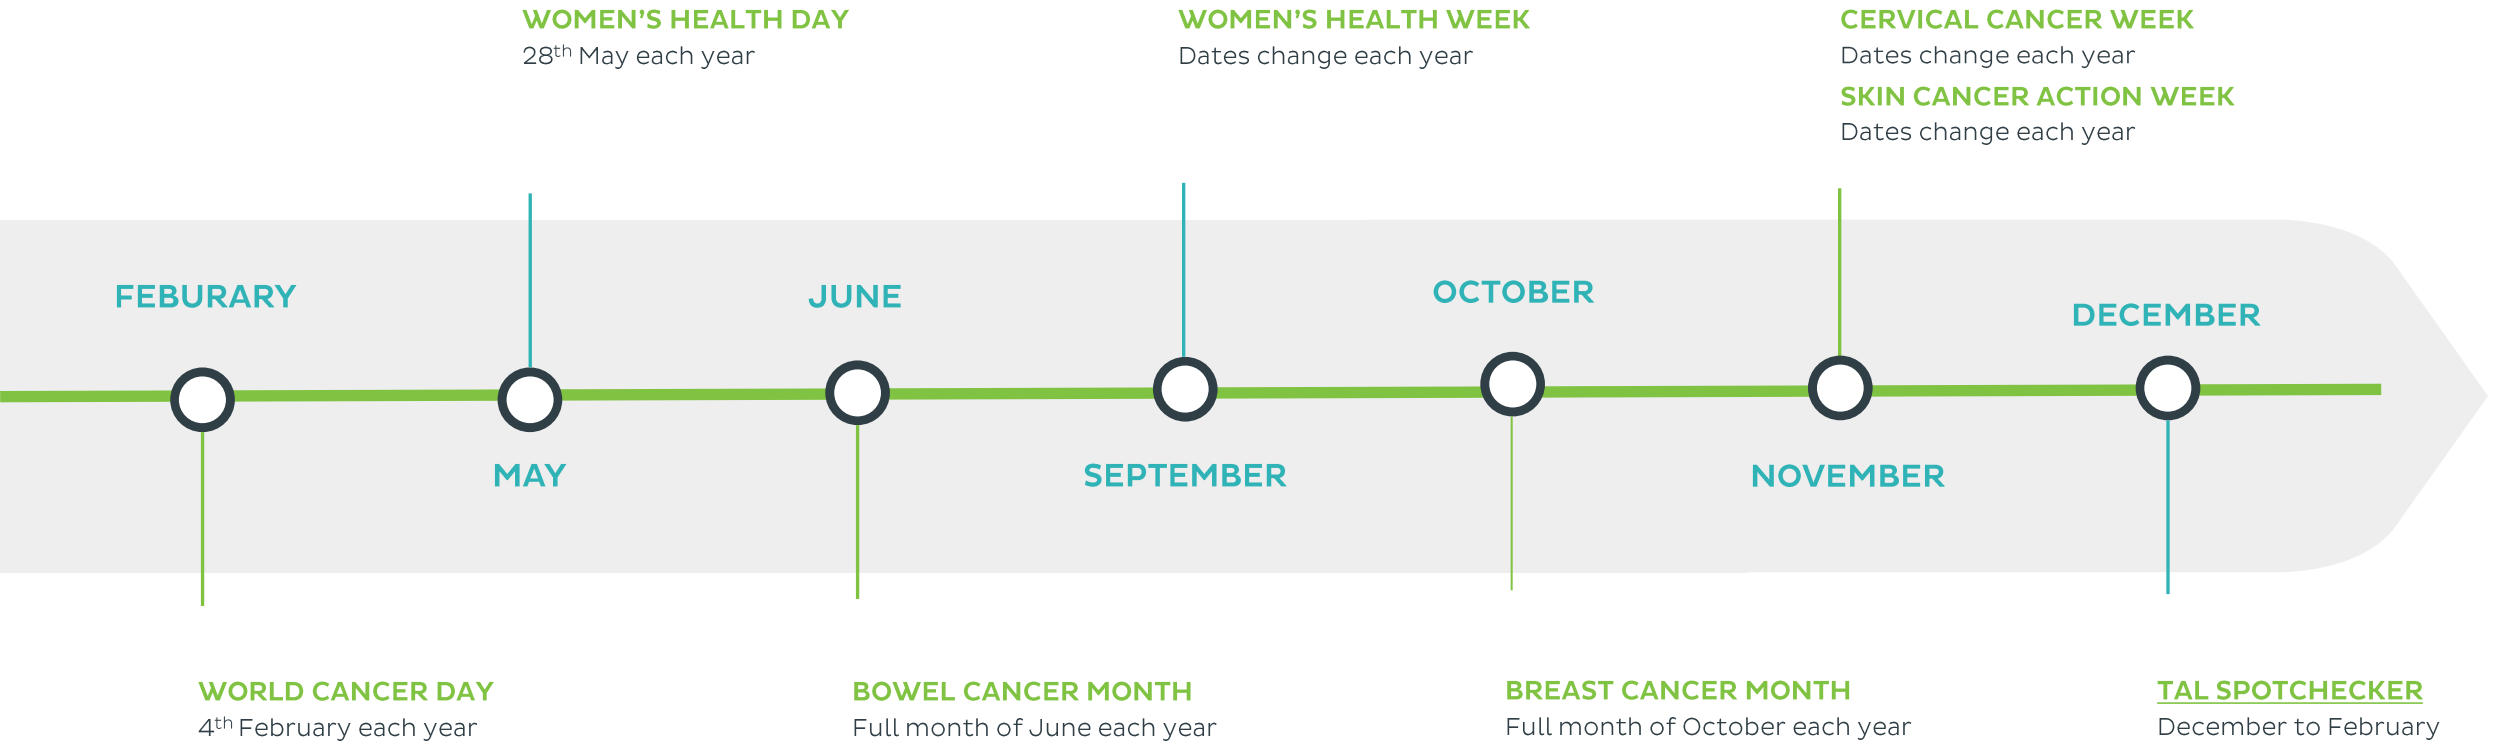 WOMEN'S HEALTH DAY
28th May each year
WOMEN'S HEALTH WEEK
Dates change each year
CERVICAL CANCER WEEK
Dates change each year
SKIN CANCER ACTION WEEK
Dates change each year
FEBURARY
JUNE
OCTOBER
DECEMBER
MAY
SEPTEMBER
NOVEMBER
WORLD CANCER DAY
4th February each year
BOWEL CANCER MONTH
Full month of June each year
BREAST CANCER MONTH
Full month of October each year
TAL SPOTCHECKER
December to February